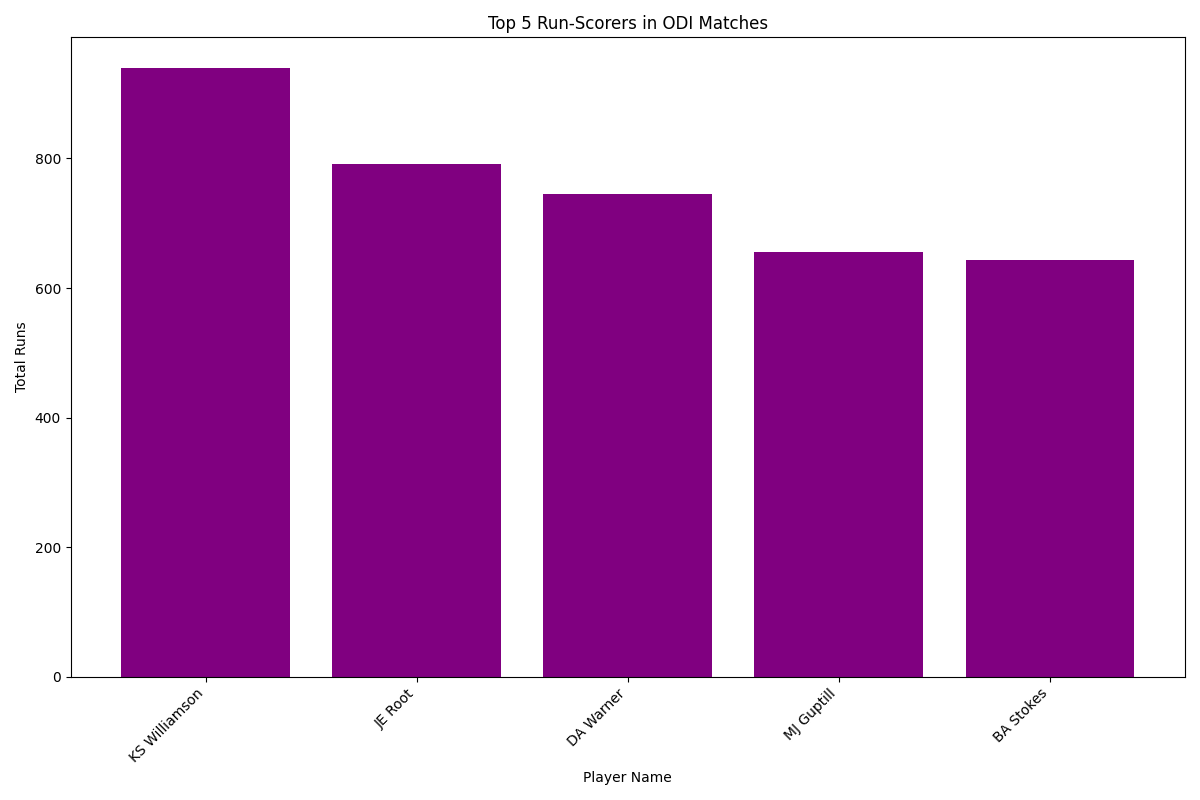 Top 5 Run-Scorers in ODI Matches
Total Runs
800
600
400
200
0
KS Williamson
JE Root
DA Warner
MJ Guptill
BA Stokes
Player Name